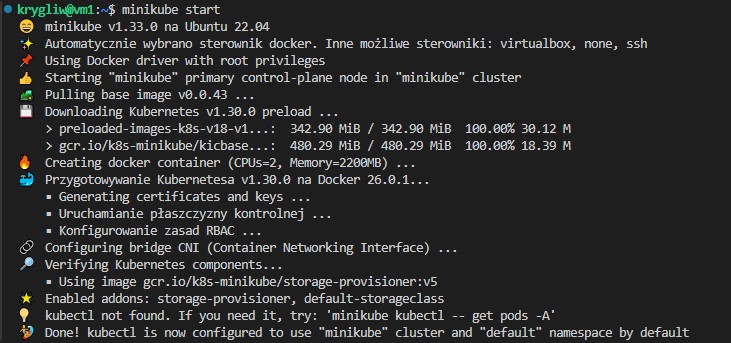 krygliw@vm1:~$ minikube start
😄 minikube v1.33.0 na Ubuntu 22.04
✨ Automatycznie wybrano sterownik docker. Inne możliwe sterowniki: virtualbox, none, ssh
📌 Using Docker driver with root privileges
👍 Starting "minikube" primary control-plane node in "minikube" cluster
🚜 Pulling base image v0.0.43 ...
💾 Downloading Kubernetes v1.30.0 preload ...
> preloaded-images-k8s-v18-v1...: 342.90 MiB / 342.90 MiB 100.00% 30.12 M
> gcr.io/k8s-minikube/kicbase...: 480.29 MiB / 480.29 MiB 100.00% 18.39 M
🔥 Creating docker container (CPUs=2, Memory=2200MB) ...
🐳 Przygotowywanie Kubernetesa v1.30.0 na Docker 26.0.1...
▪ Generating certificates and keys ...
▪ Uruchamianie płaszczyzny kontrolnej ...
▪ Konfigurowanie zasad RBAC ...
🔗 Configuring bridge CNI (Container Networking Interface) ...
🔎 Verifying Kubernetes components...
▪ Using image gcr.io/k8s-minikube/storage-provisioner:v5
🌟 Enabled addons: storage-provisioner, default-storageclass
💡 kubectl not found. If you need it, try: 'minikube kubectl -- get pods -A'
🏄 Done! kubectl is now configured to use "minikube" cluster and "default" namespace by default